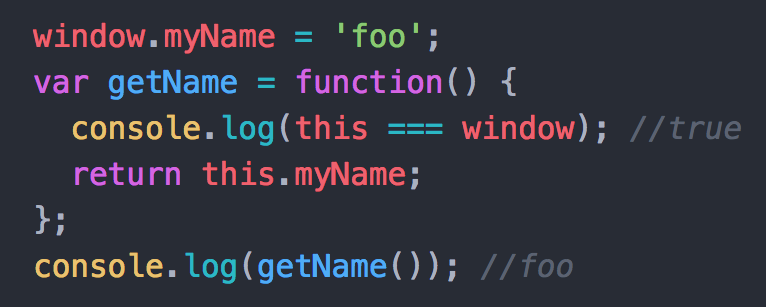 window.myName = 'foo';
var getName = function() {
  console.log(this === window); //true
  return this.myName;
};
console.log(getName()); //foo